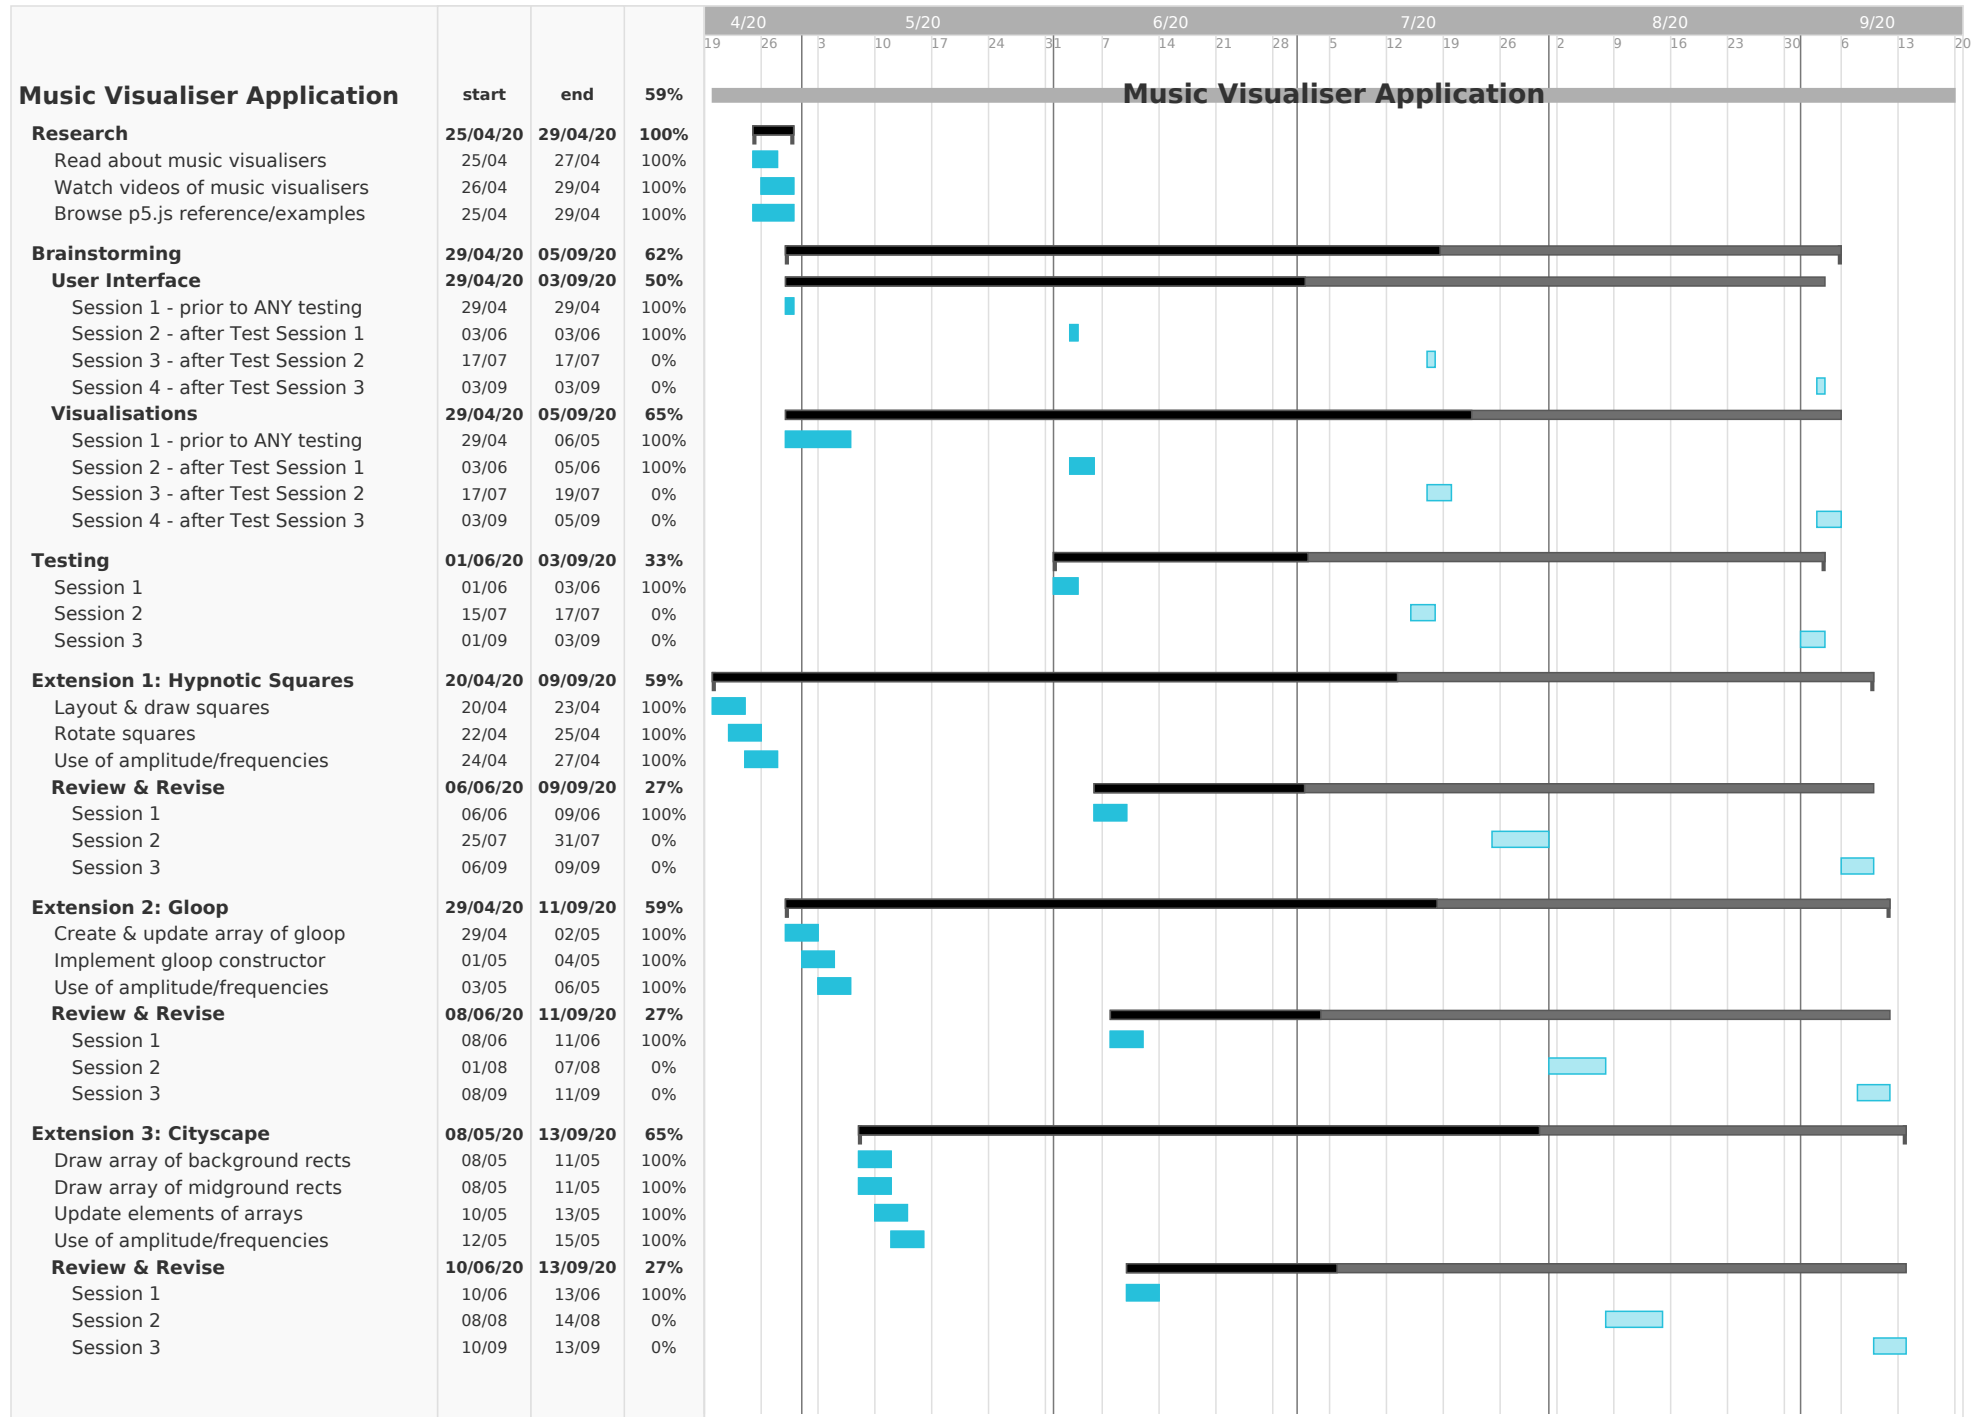 4/20 5/20 6/20 7/20 8/20 9/20
19 26 3 10 17 24 31 7 14 21 28 5 12 19 26 2 9 16 23 30 6 13 20
Music Visualiser Application start end 59% Music Visualiser Application
Research 25/04/20 29/04/20 100%
Read about music visualisers 25/04 27/04 100%
Watch videos of music visualisers 26/04 29/04 100%
Browse p5.js reference/examples 25/04 29/04 100%
Brainstorming 29/04/20 05/09/20 62%
User Interface 29/04/20 03/09/20 50%
Session 1 - prior to ANY testing 29/04 29/04 100%
Session 2 - after Test Session 1 03/06 03/06 100%
Session 3 - after Test Session 2 17/07 17/07 0%
Session 4 - after Test Session 3 03/09 03/09 0%
Visualisations 29/04/20 05/09/20 65%
Session 1 - prior to ANY testing 29/04 06/05 100%
Session 2 - after Test Session 1 03/06 05/06 100%
Session 3 - after Test Session 2 17/07 19/07 0%
Session 4 - after Test Session 3 03/09 05/09 0%
Testing 01/06/20 03/09/20 33%
Session 1 01/06 03/06 100%
Session 2 15/07 17/07 0%
Session 3 01/09 03/09 0%
Extension 1: Hypnotic Squares 20/04/20 09/09/20 59%
Layout & draw squares 20/04 23/04 100%
Rotate squares 22/04 25/04 100%
Use of amplitude/frequencies 24/04 27/04 100%
Review & Revise 06/06/20 09/09/20 27%
Session 1 06/06 09/06 100%
Session 2 25/07 31/07 0%
Session 3 06/09 09/09 0%
Extension 2: Gloop 29/04/20 11/09/20 59%
Create & update array of gloop 29/04 02/05 100%
Implement gloop constructor 01/05 04/05 100%
Use of amplitude/frequencies 03/05 06/05 100%
Review & Revise 08/06/20 11/09/20 27%
Session 1 08/06 11/06 100%
Session 2 01/08 07/08 0%
Session 3 08/09 11/09 0%
Extension 3: Cityscape 08/05/20 13/09/20 65%
Draw array of background rects 08/05 11/05 100%
Draw array of midground rects 08/05 11/05 100%
Update elements of arrays 10/05 13/05 100%
Use of amplitude/frequencies 12/05 15/05 100%
Review & Revise 10/06/20 13/09/20 27%
Session 1 10/06 13/06 100%
Session 2 08/08 14/08 0%
Session 3 10/09 13/09 0%